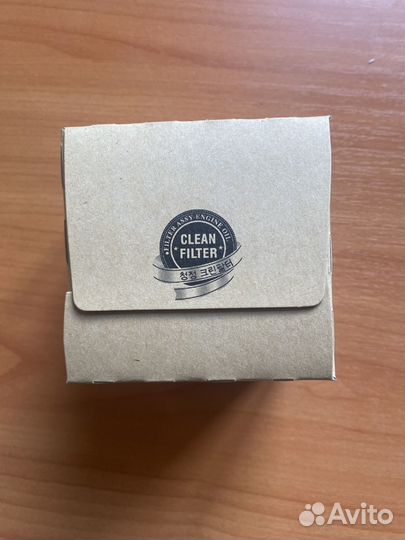 FILTER ASSY-ENGINE OIL
CLEAN
FILTER
청정 크린필터
Avito